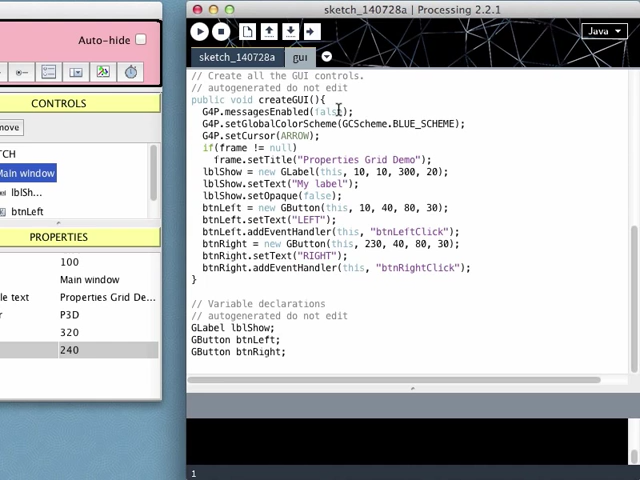 sketch_140728a | Processing 2.2.1
Auto-hide
Java
sketch_140728a
gui
CONTROLS
move
TCH
Main window
lblSh...
btnLeft
PROPERTIES
100
Main window
le text
Properties Grid De...
r
P3D
320
240
// Create all the GUI controls.
// autogenerated do not edit
public void createGUI(){
G4P.messagesEnabled(false);
G4P.setGlobalColorScheme(GCScheme.BLUE_SCHEME);
G4P.setCursor(ARROW);
if(frame != null)
frame.setTitle("Properties Grid Demo");
lblShow = new GLabel(this, 10, 10, 300, 20);
lblShow.setText("My label");
lblShow.setOpaque(false);
btnLeft = new GButton(this, 10, 40, 80, 30);
btnLeft.setText("LEFT");
btnLeft.addEventHandler(this, "btnLeftClick");
btnRight = new GButton(this, 230, 40, 80, 30);
btnRight.setText("RIGHT");
btnRight.addEventHandler(this, "btnRightClick");
}
// Variable declarations
// autogenerated do not edit
GLabel lblShow;
GButton btnLeft;
GButton btnRight;
1